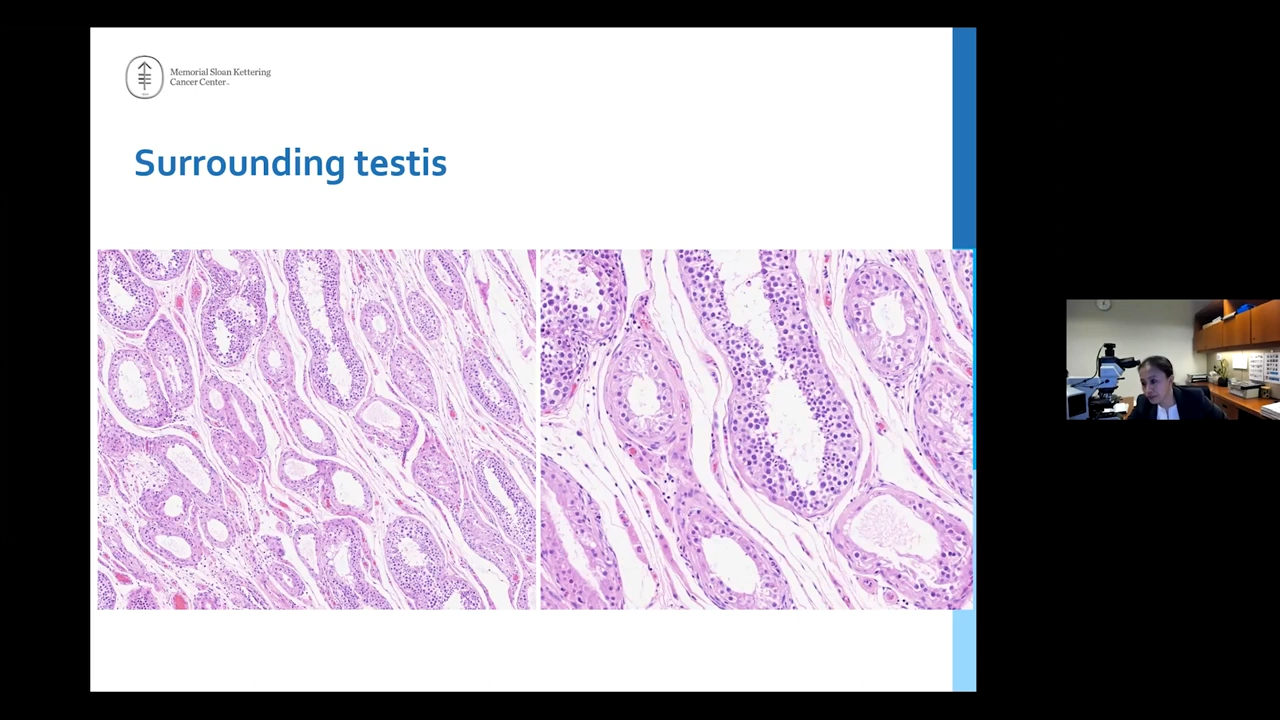 Memorial Sloan Kettering
Cancer Center
Surrounding testis